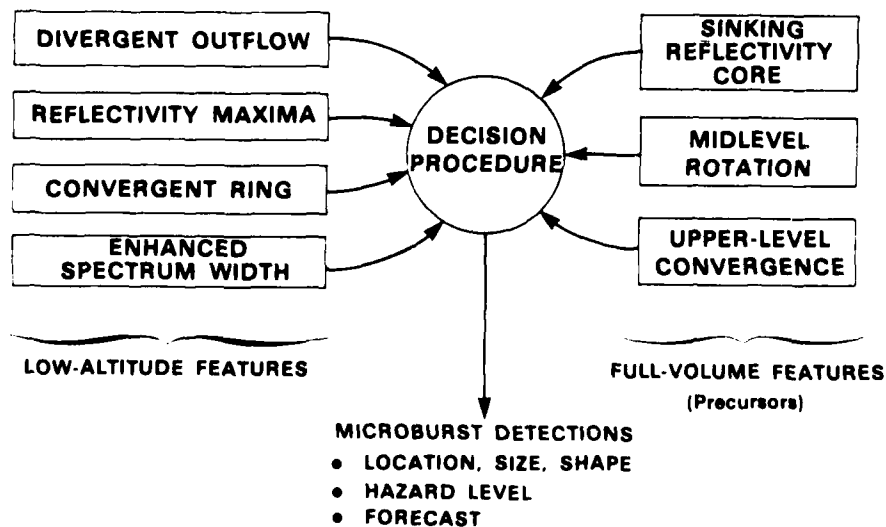 DIVERGENT OUTFLOW
REFLECTIVITY MAXIMA
CONVERGENT RING
ENHANCED
SPECTRUM WIDTH
LOW-ALTITUDE FEATURES
DECISION
PROCEDURE
SINKING
REFLECTIVITY
CORE
MIDLEVEL
ROTATION
UPPER-LEVEL
CONVERGENCE
FULL-VOLUME FEATURES
(Precursors)
MICROBURST DETECTIONS
● LOCATION, SIZE, SHAPE
● HAZARD LEVEL
● FORECAST